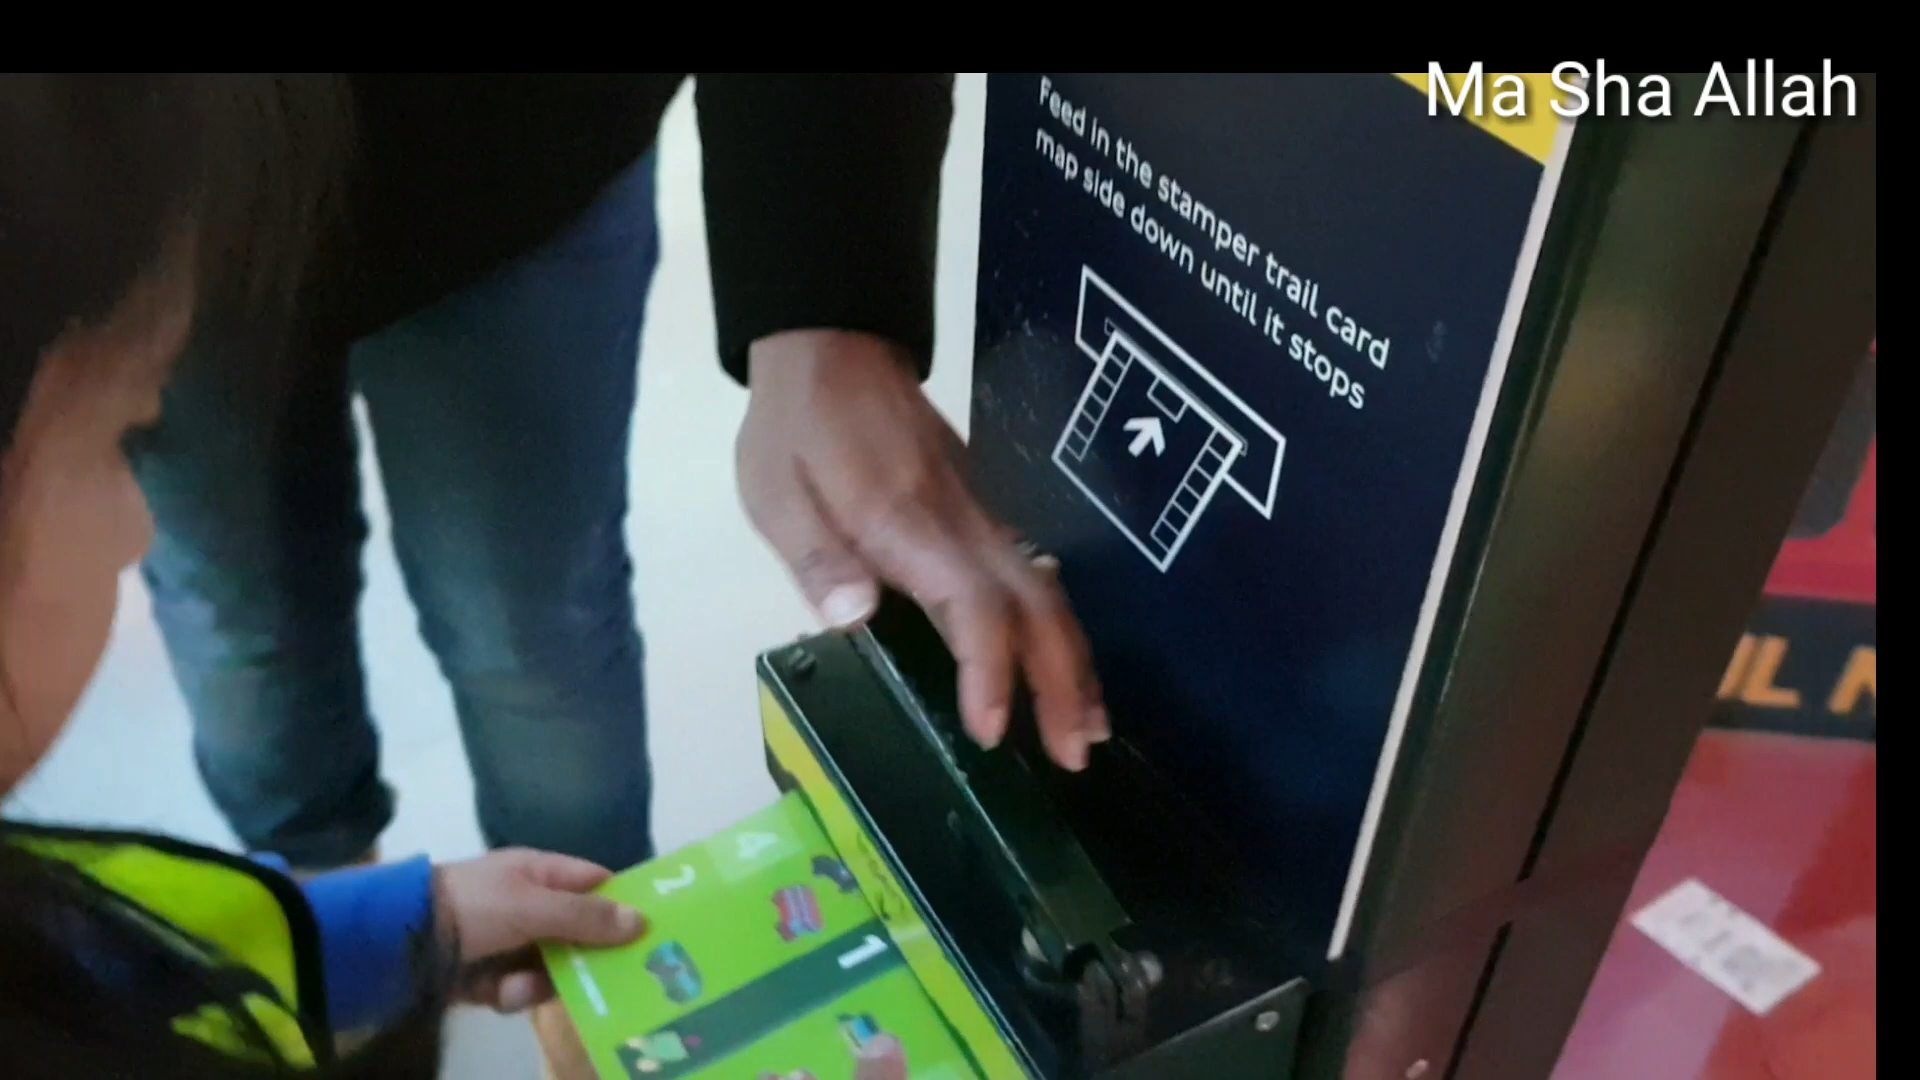 Ma Sha Allah
Feed in the stamper trail card
map side down until it stops
4
2
1